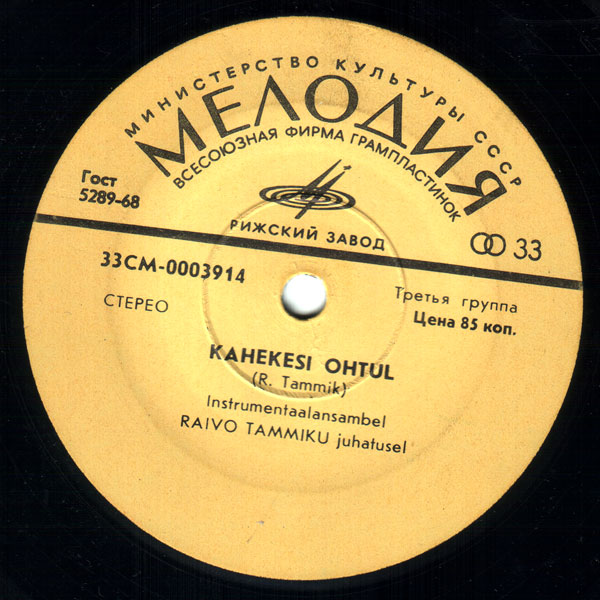 МИНИСТЕРСТВО КУЛЬТУРЫ СССР
МЕЛОДИЯ
ВСЕСОЮЗНАЯ ФИРМА ГРАМПЛАСТИНОК
Гост
5289-68
РИЖСКИЙ ЗАВОД
33
33СМ-0003914
СТЕРЕО
Третья группа
Цена 85 коп.
KAHEKESI OHTUL
(R. Tammik)
Instrumentaalansambel
RAIVO TAMMIKU juhatusel